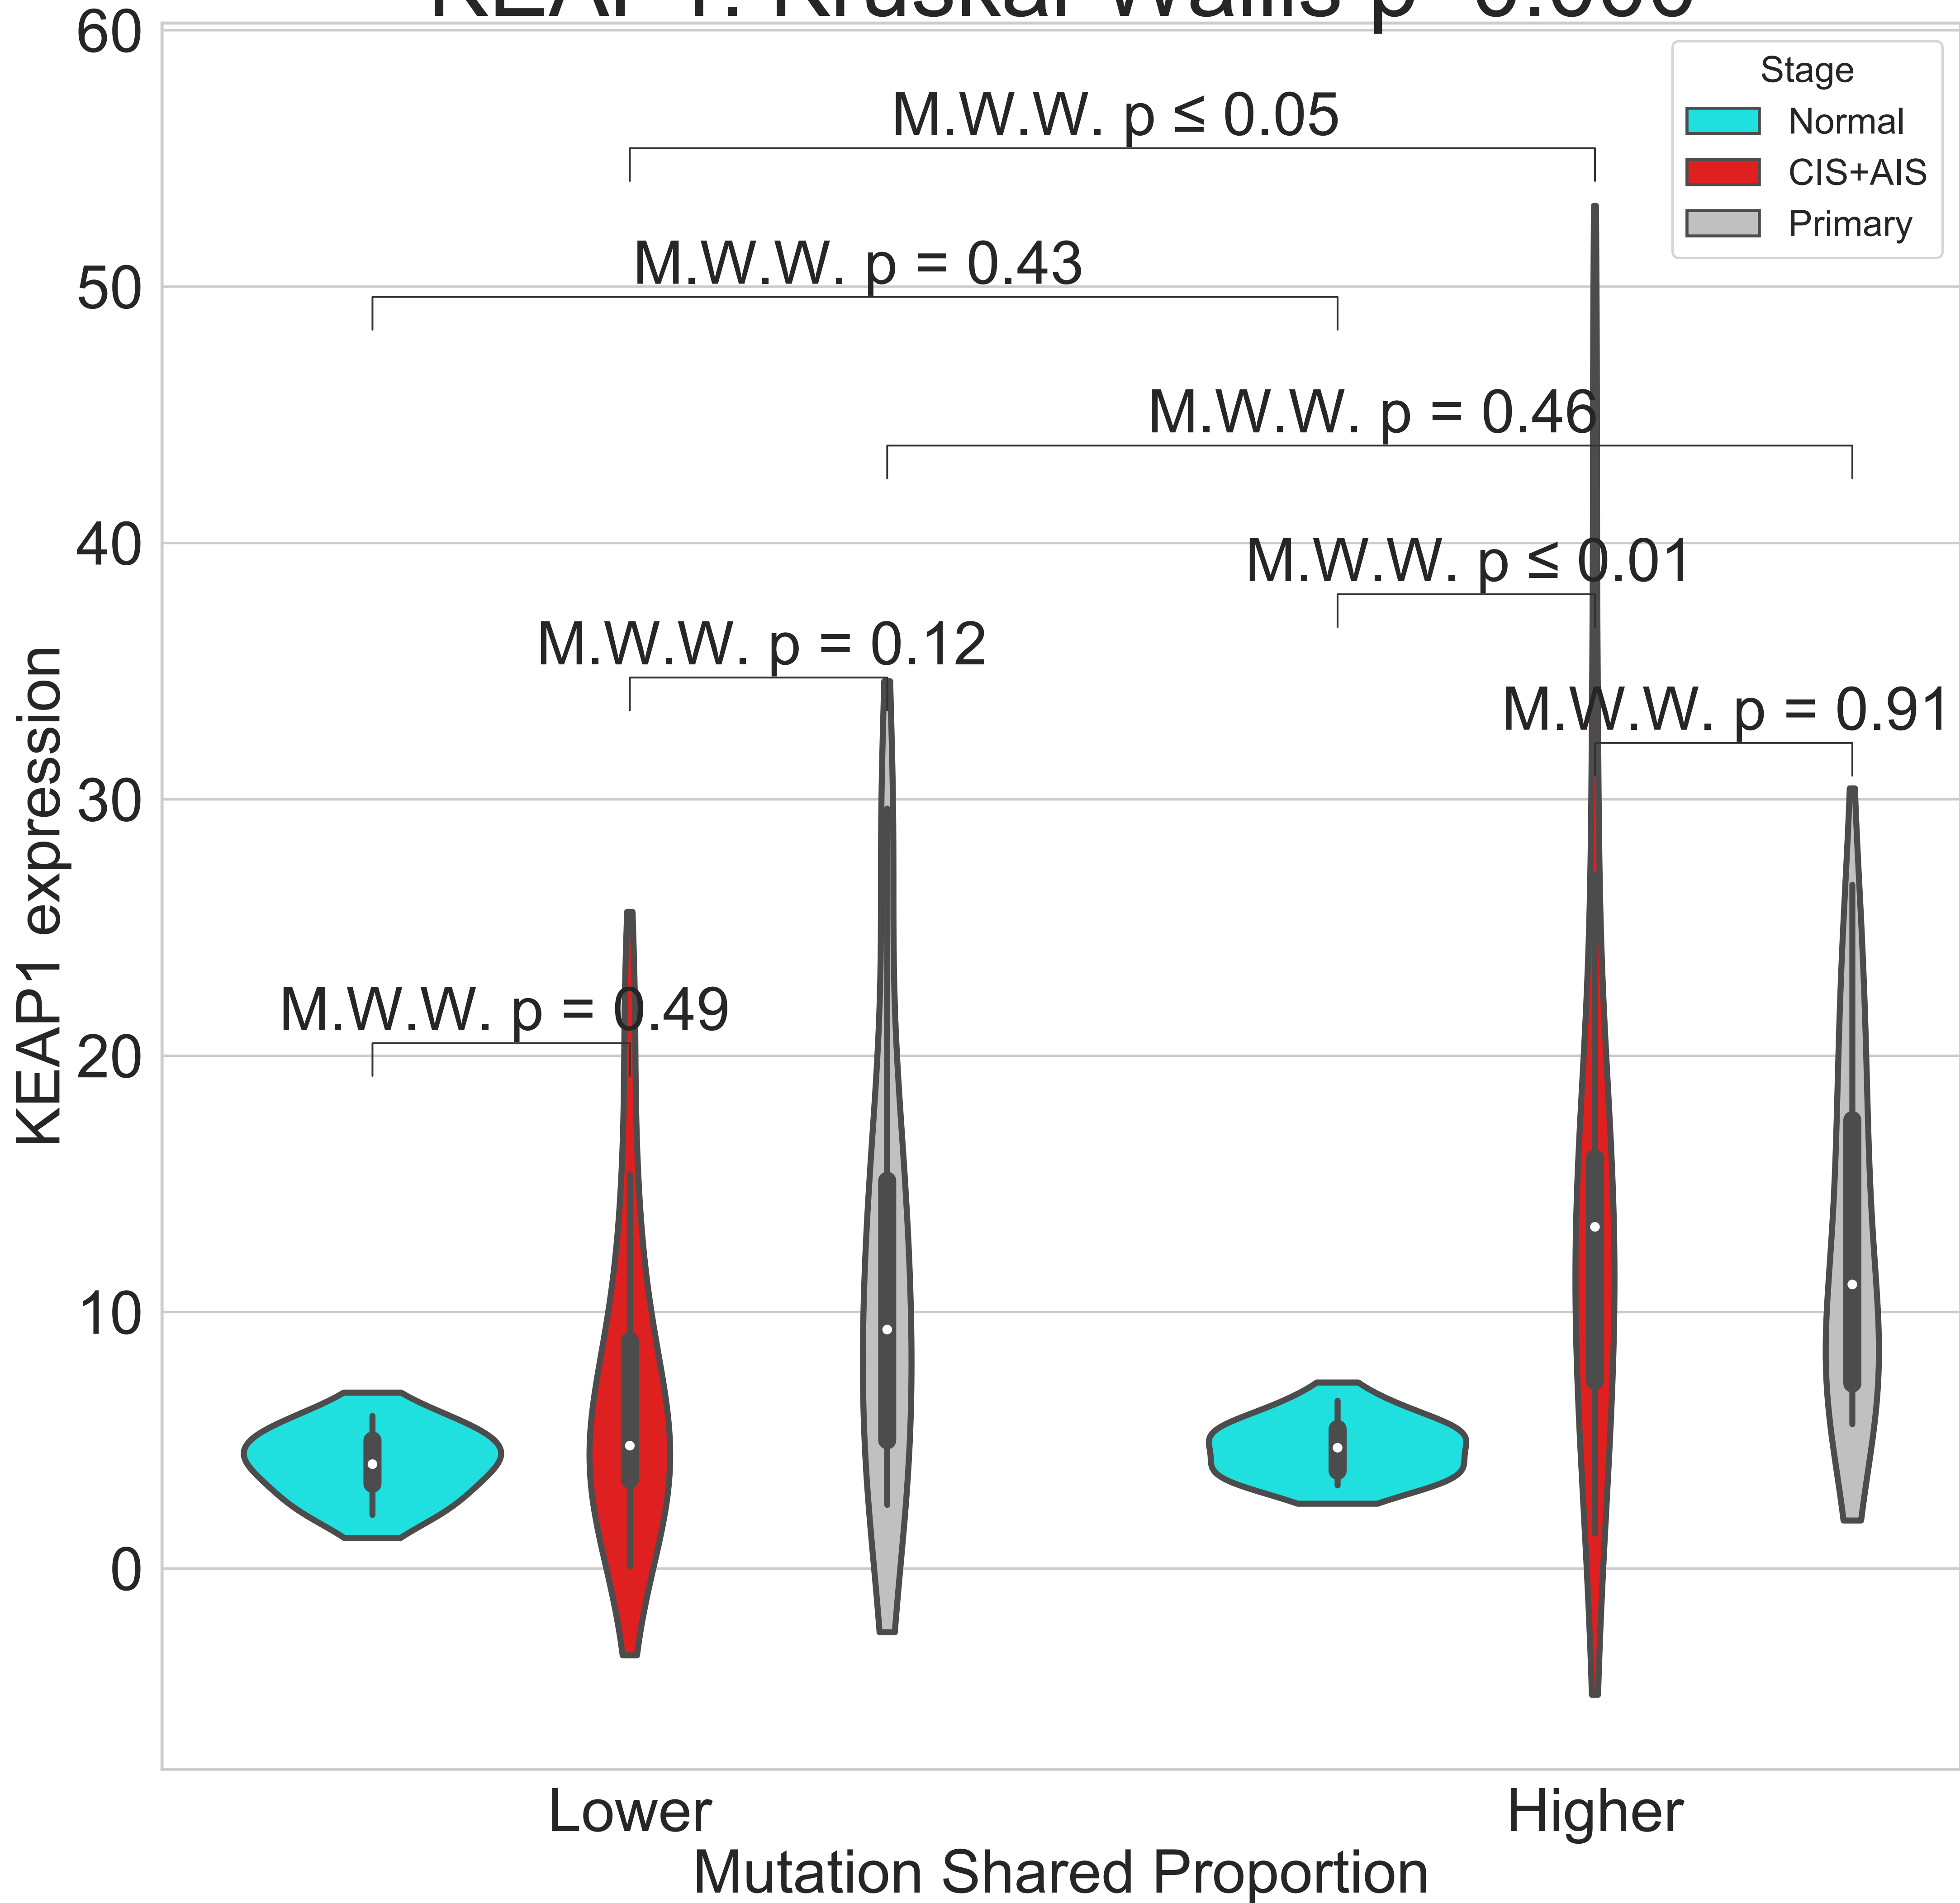 60
Stage
Normal
CIS+AIS
Primary
M.W.W. p ≤ 0.05
M.W.W. p = 0.43
50
M.W.W. p = 0.46
40
M.W.W. p ≤ 0.01
M.W.W. p = 0.12
M.W.W. p = 0.91
30
M.W.W. p = 0.49
20
10
0
KEAP1 expression
Lower
Higher
Mutation Shared Proportion